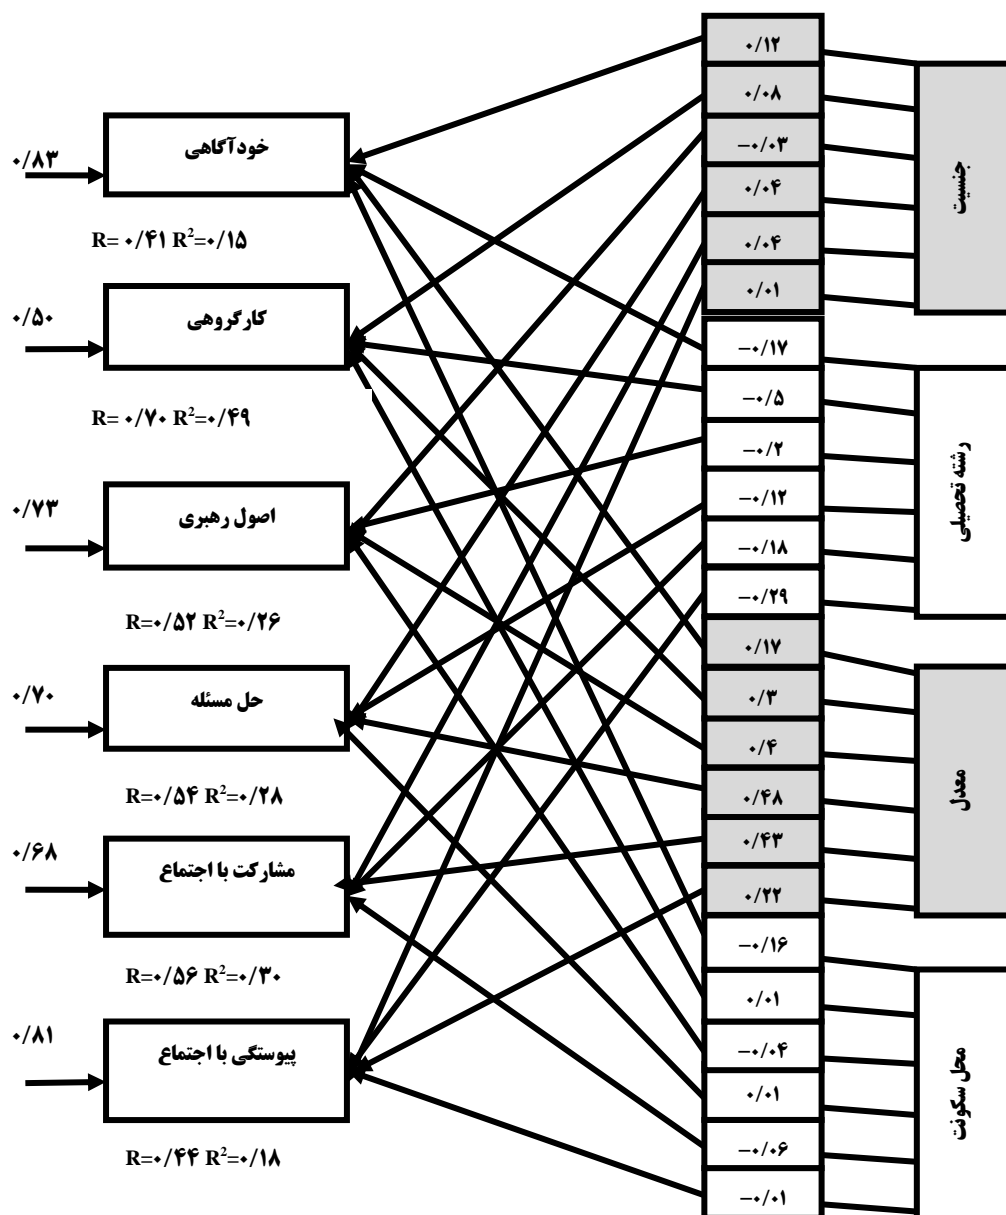 جنسیت
رشته تحصیلی
معدل
محل سکونت
۰/۱۲
۰/۰۸
–۰/۰۳
۰/۰۴
۰/۰۴
۰/۰۱
–۰/۱۷
–۰/۵
–۰/۲
–۰/۱۲
–۰/۱۸
–۰/۲۹
۰/۱۷
۰/۳
۰/۴
۰/۴۸
۰/۴۳
۰/۲۲
–۰/۱۶
۰/۰۱
–۰/۰۴
۰/۰۱
–۰/۰۶
–۰/۰۱
خودآگاهی
۰/۸۳
R= ۰/۴۱ R²=۰/۱۵
کارگروهی
۰/۵۰
R= ۰/۷۰ R²=۰/۴۹
اصول رهبری
۰/۷۳
R=۰/۵۲ R²=۰/۲۶
حل مسئله
۰/۷۰
R=۰/۵۴ R²=۰/۲۸
مشارکت با اجتماع
۰/۶۸
R=۰/۵۶ R²=۰/۳۰
پیوستگی با اجتماع
۰/۸۱
R=۰/۴۴ R²=۰/۱۸